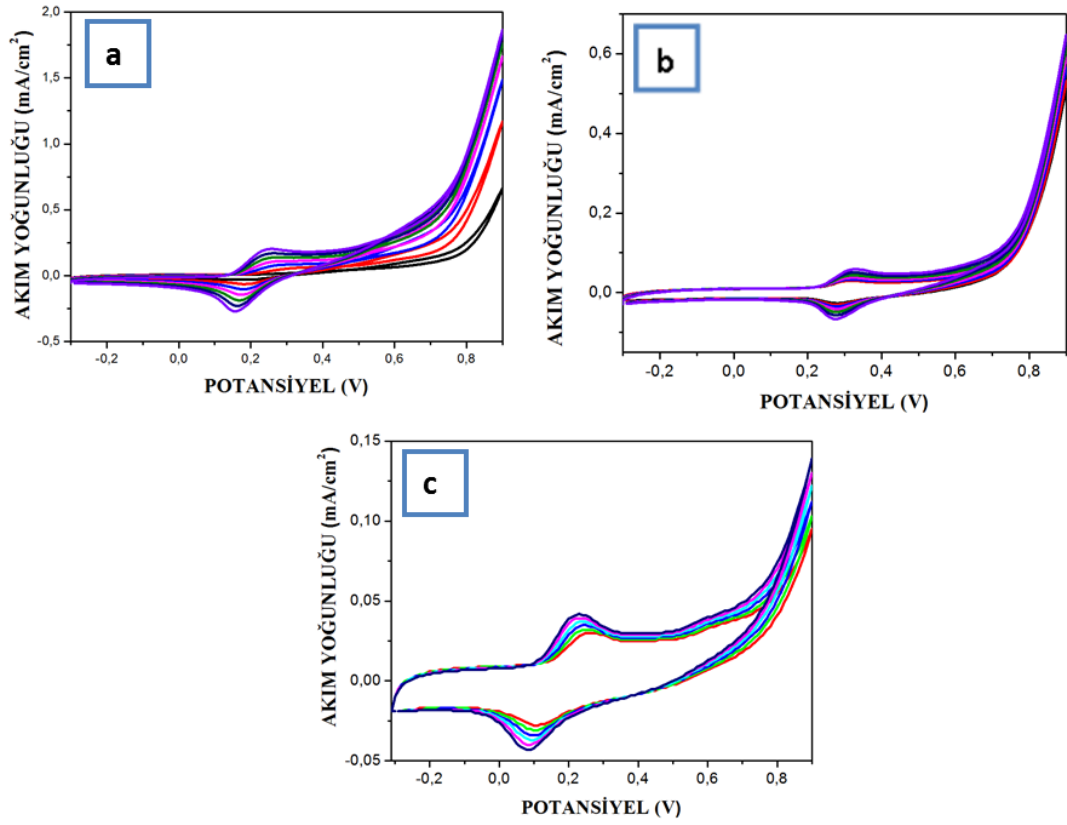 a
AKIM YOĞUNLUĞU (mA/cm²)
2,0
1,5
1,0
0,5
0,0
-0,5
-0,2 0,0 0,2 0,4 0,6 0,8
POTANSİYEL (V)
b
AKIM YOĞUNLUĞU (mA/cm²)
0,6
0,4
0,2
0,0
-0,2 0,0 0,2 0,4 0,6 0,8
POTANSİYEL (V)
c
AKIM YOĞUNLUĞU (mA/cm²)
0,15
0,10
0,05
0,00
-0,05
-0,2 0,0 0,2 0,4 0,6 0,8
POTANSİYEL (V)